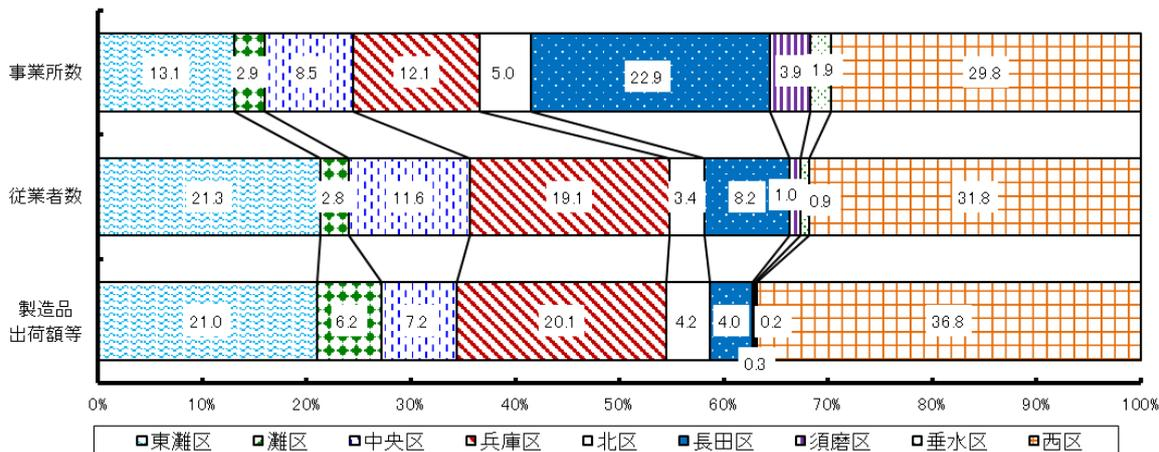 事業所数
13.1 2.9 8.5 12.1 5.0 22.9 3.9 1.9 29.8
従業者数
21.3 2.8 11.6 19.1 3.4 8.2 1.0 0.9 31.8
製造品
出荷額等
21.0 6.2 7.2 20.1 4.2 4.0 0.2 36.8
0.3
0% 10% 20% 30% 40% 50% 60% 70% 80% 90% 100%
東灘区 灘区 中央区 兵庫区 北区 長田区 須磨区 垂水区 西区